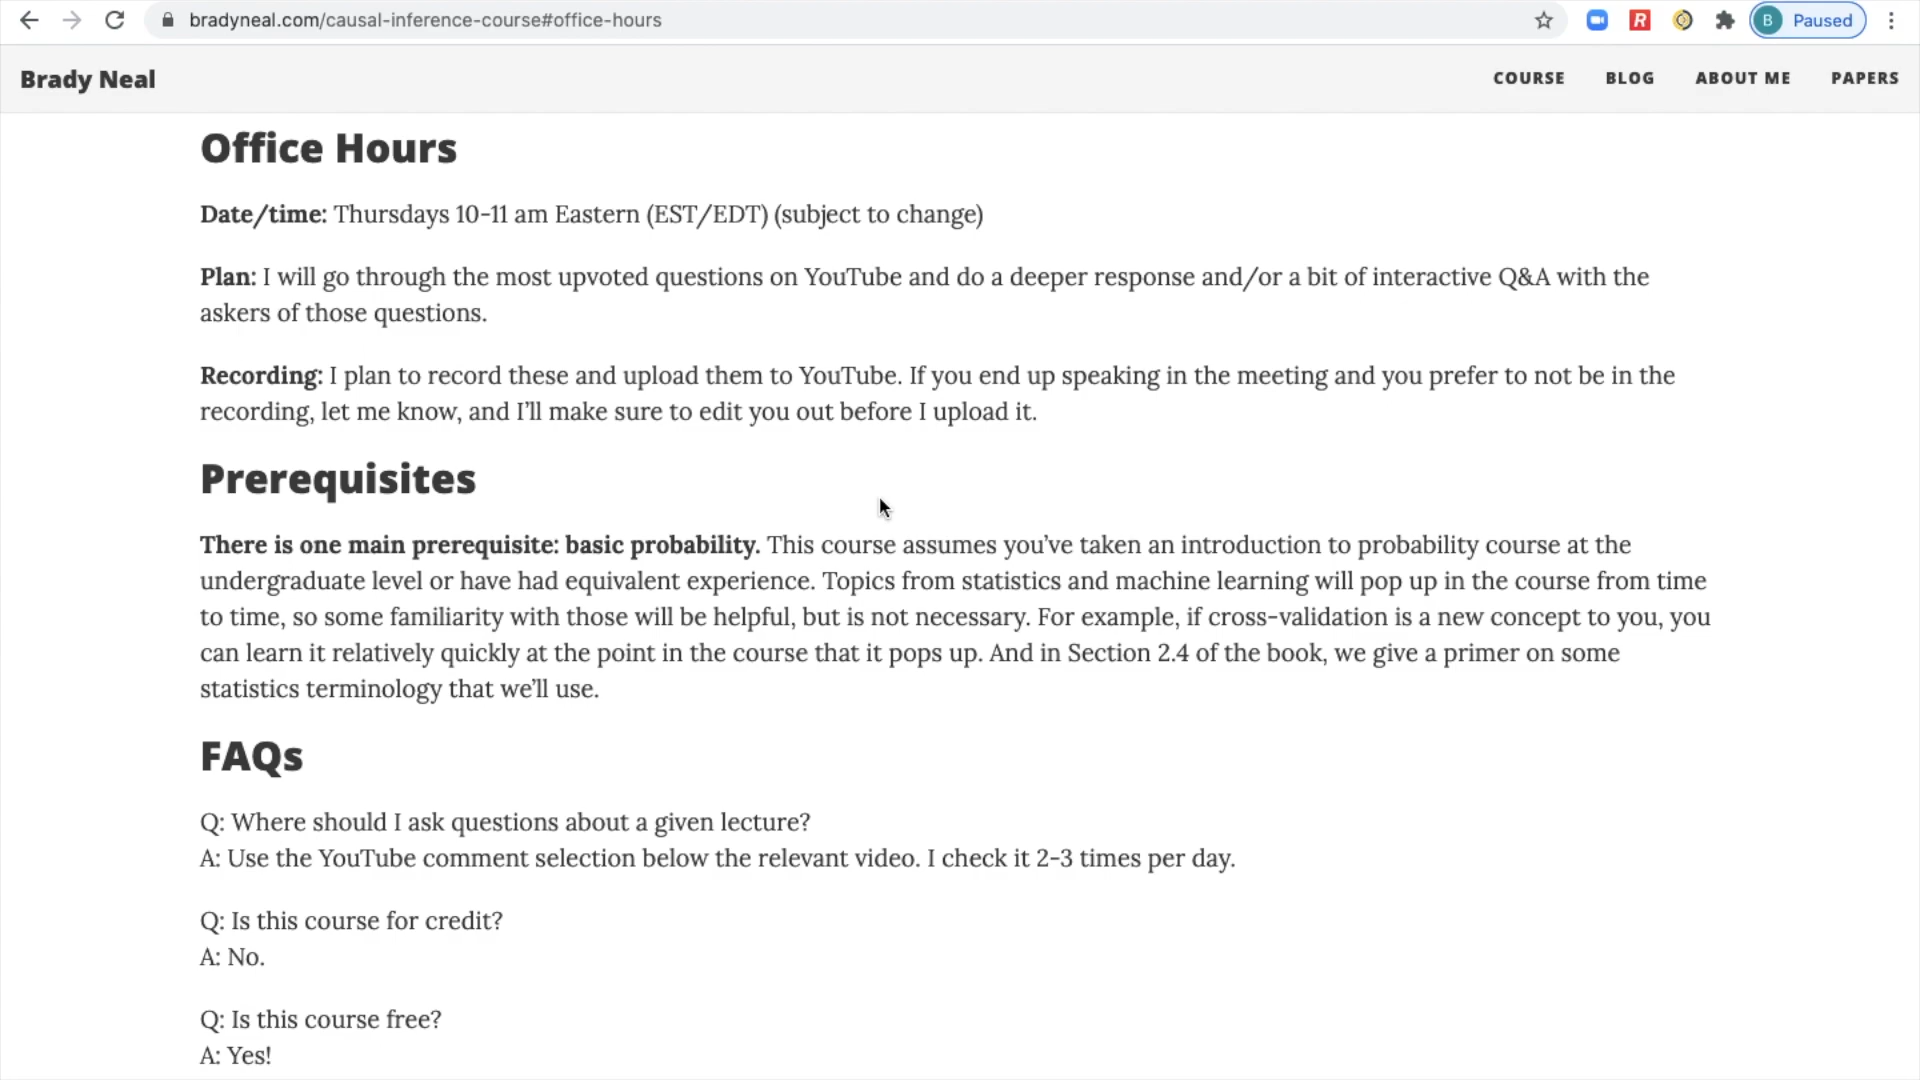 bradyneal.com/causal-inference-course#office-hours
R
B Paused
Brady Neal
COURSE BLOG ABOUT ME PAPERS
Office Hours
Date/time: Thursdays 10-11 am Eastern (EST/EDT) (subject to change)
Plan: I will go through the most upvoted questions on YouTube and do a deeper response and/or a bit of interactive Q&A with the
askers of those questions.
Recording: I plan to record these and upload them to YouTube. If you end up speaking in the meeting and you prefer to not be in the
recording, let me know, and I’ll make sure to edit you out before I upload it.
Prerequisites
There is one main prerequisite: basic probability. This course assumes you’ve taken an introduction to probability course at the
undergraduate level or have had equivalent experience. Topics from statistics and machine learning will pop up in the course from time
to time, so some familiarity with those will be helpful, but is not necessary. For example, if cross-validation is a new concept to you, you
can learn it relatively quickly at the point in the course that it pops up. And in Section 2.4 of the book, we give a primer on some
statistics terminology that we’ll use.
FAQs
Q: Where should I ask questions about a given lecture?
A: Use the YouTube comment selection below the relevant video. I check it 2-3 times per day.
Q: Is this course for credit?
A: No.
Q: Is this course free?
A: Yes!